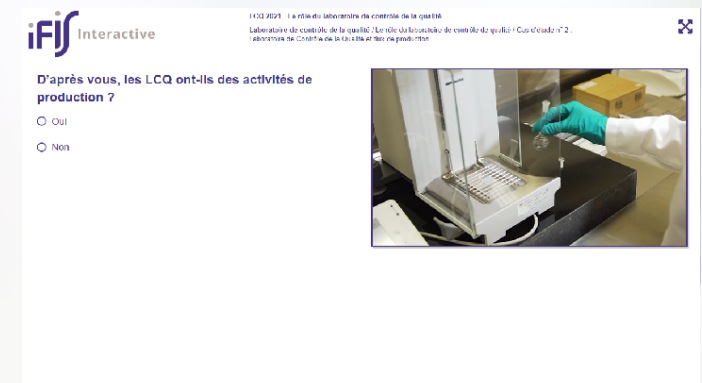 iFIS Interactive
LCQ 2021 - Le rôle du laboratoire de contrôle de la qualité
Laboratoire de contrôle de la qualité / Le rôle du laboratoire de contrôle de qualité / Cas d'étude n° 2 :
Laboratoire de Contrôle de la Qualité et flux de production
D'après vous, les LCQ ont-ils des activités de
production ?
Oui
Non